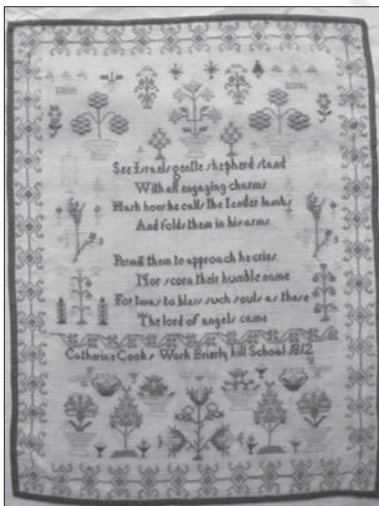 See Israels gentle shepherd stand
With all engaging charms
Hark how he calls the tender lambs
And folds them in his arms
Permit them to approach he cries
Nor scorn their humble name
For twas to bless such souls as these
The lord of angels came
Catherine Cooks Work Brierly hill School 1812